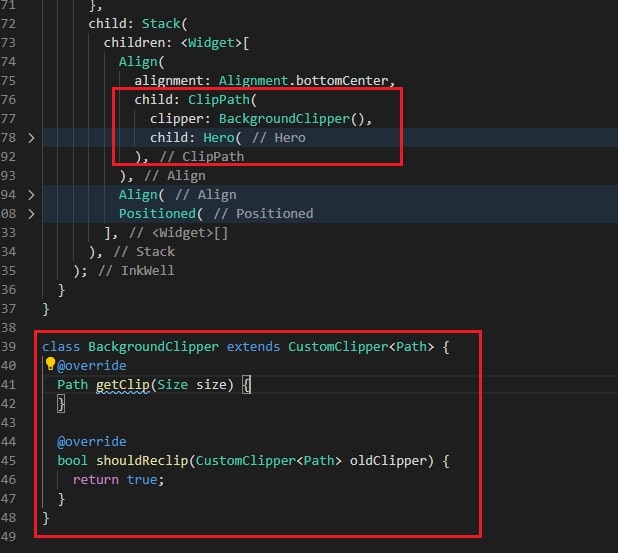 71 },
72 child: Stack(
73 children: <Widget>[
74 Align(
75 alignment: Alignment.bottomCenter,
76 child: ClipPath(
77 clipper: BackgroundClipper(),
78 child: Hero( // Hero
92 ), // ClipPath
93 ), // Align
94 Align( // Align
08 Positioned( // Positioned
33 ], // <Widget>[]
34 ), // Stack
35 ); // InkWell
36 }
37 }
38
39 class BackgroundClipper extends CustomClipper<Path> {
40 @override
41 Path getClip(Size size) {
42 }
43
44 @override
45 bool shouldReclip(CustomClipper<Path> oldClipper) {
46 return true;
47 }
48 }
49